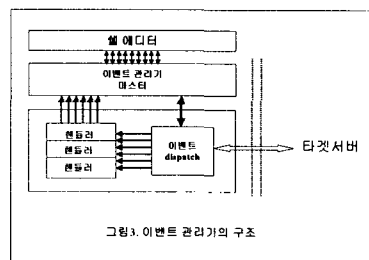 쉘 에디터
이벤트 관리기
마스터
핸들러
핸들러
핸들러
이벤트
dispatch
타겟서버
그림3. 이벤트 관리기의 구조